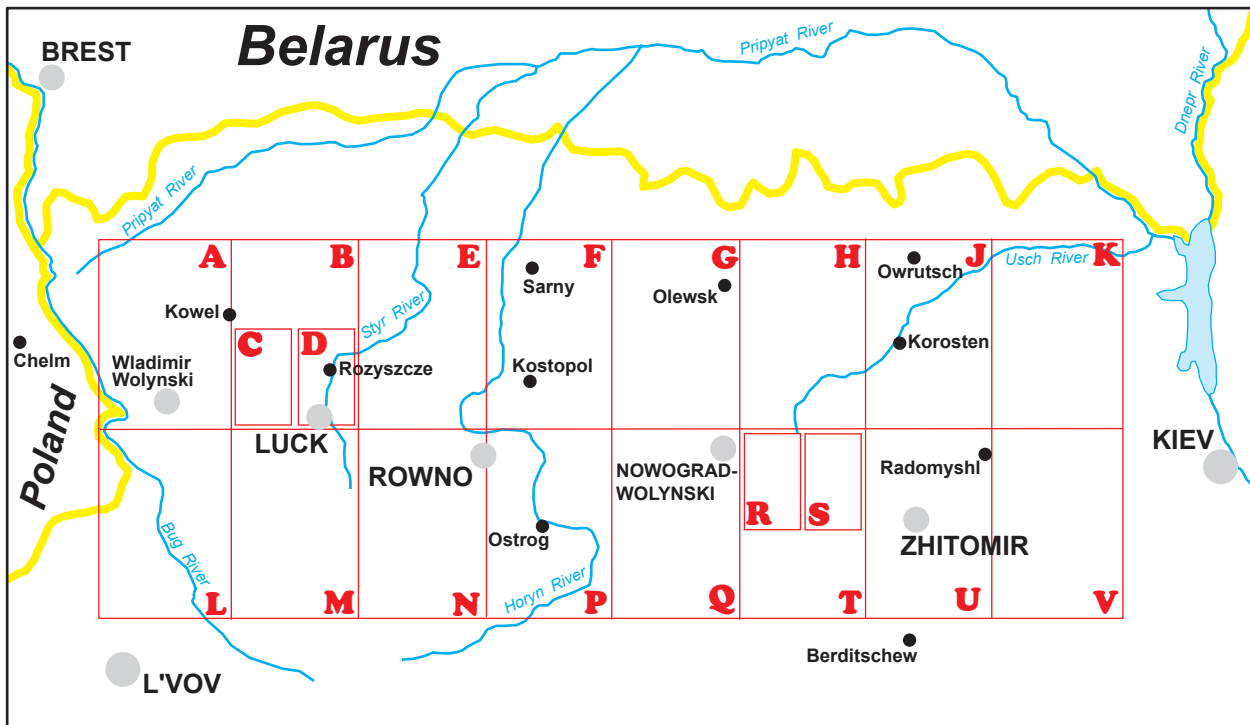 BREST
Belarus
Pripyat River
Dnepr River
Pripyat River
A
B
E
F
G
H
J
K
Usch River
Owrutsch
Sarny
Olewsk
Kowel
Styr River
C
D
Korosten
Chelm
Wladimir
Wolynski
Rozyszcze
Kostopol
Poland
LUCK
ROWNO
NOWOGRAD-
WOLYNSKI
Radomyshl
KIEV
R
S
ZHITOMIR
Ostrog
Bug River
Horyn River
L
M
N
P
Q
T
U
V
Berditschew
L'VOV